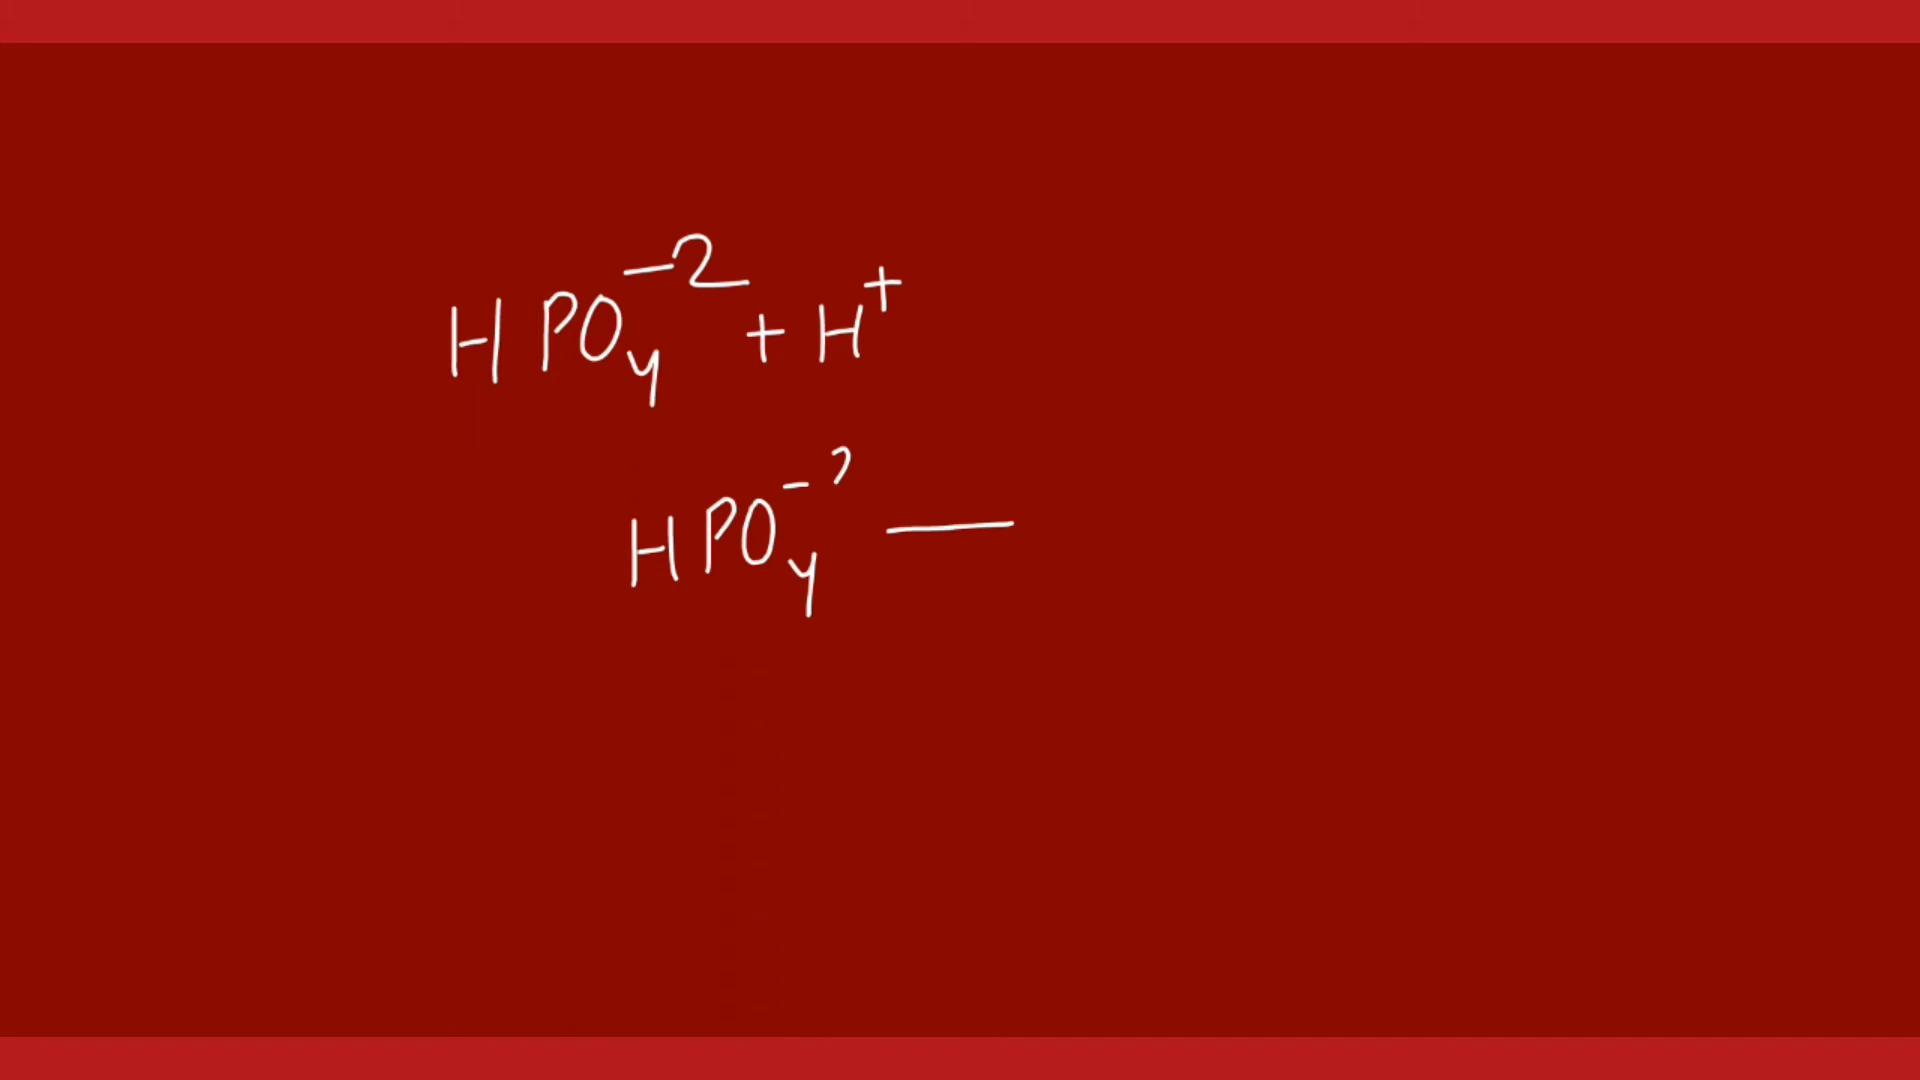 HPO₄⁻² + H⁺
HPO₄⁻² —